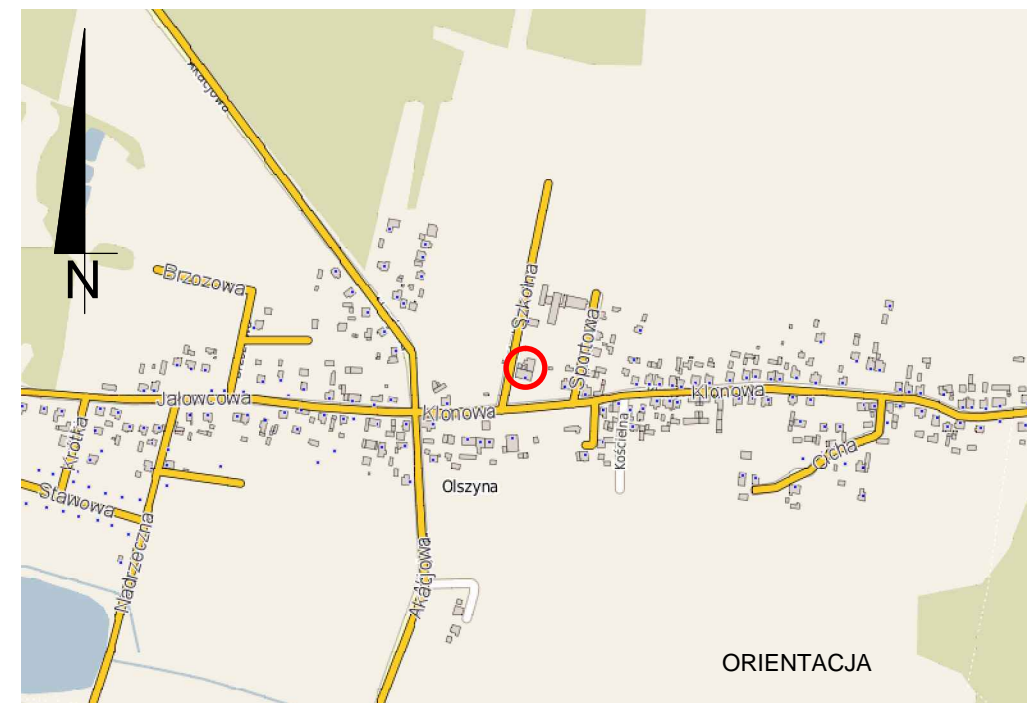 Akacjowa
N
Brzozowa
Szkolna
Sportowa
Jałowcowa
Klonowa
Klonowa
Krótka
Kościelna
Cicha
Stawowa
Olszyna
Nadrzeczna
Akacjowa
ORIENTACJA